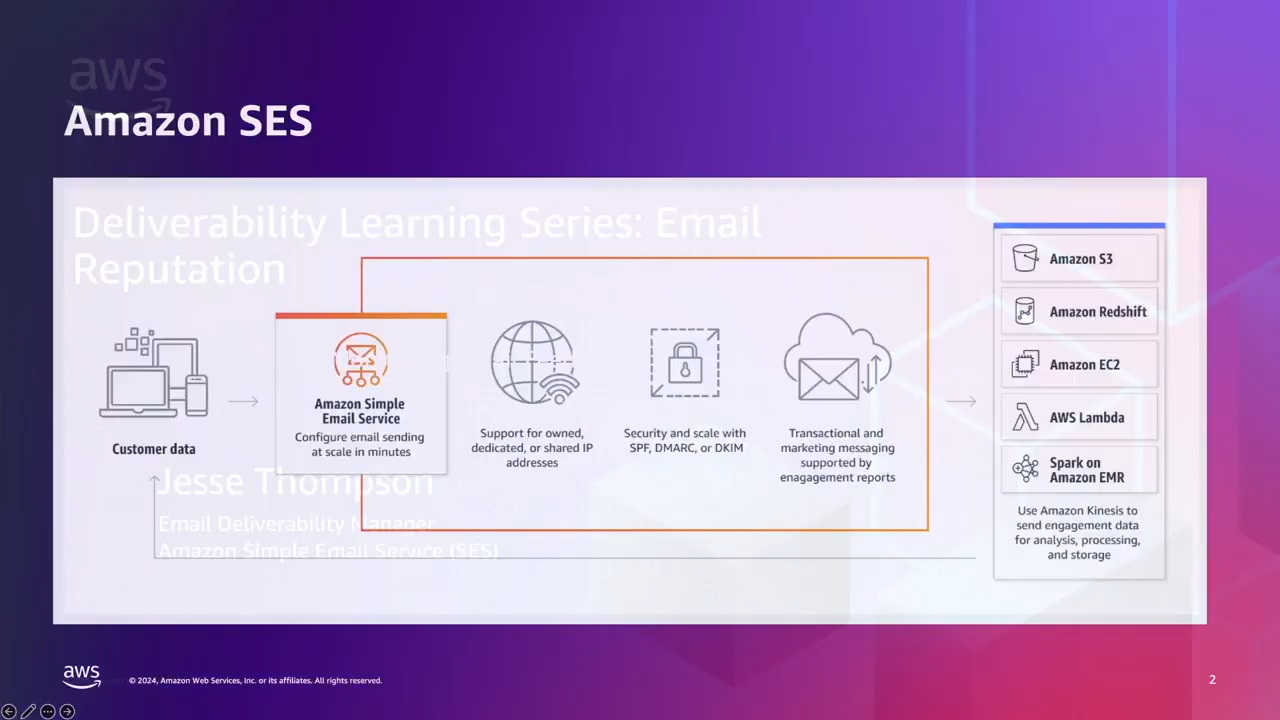 aws
Amazon SES
Deliverability Learning Series: Email
Reputation
Customer data
Amazon Simple
Email Service
Configure email sending
at scale in minutes
Support for owned,
dedicated, or shared IP
addresses
Security and scale with
SPF, DMARC, or DKIM
Transactional and
marketing messaging
supported by
enagagement reports
Amazon S3
Amazon Redshift
Amazon EC2
AWS Lambda
Spark on
Amazon EMR
Use Amazon Kinesis to
send engagement data
for analysis, processing,
and storage
Jesse Thompson
Email Deliverability Manager
Amazon Simple Email Service (SES)
aws
© 2024, Amazon Web Services, Inc. or its affiliates. All rights reserved.
2